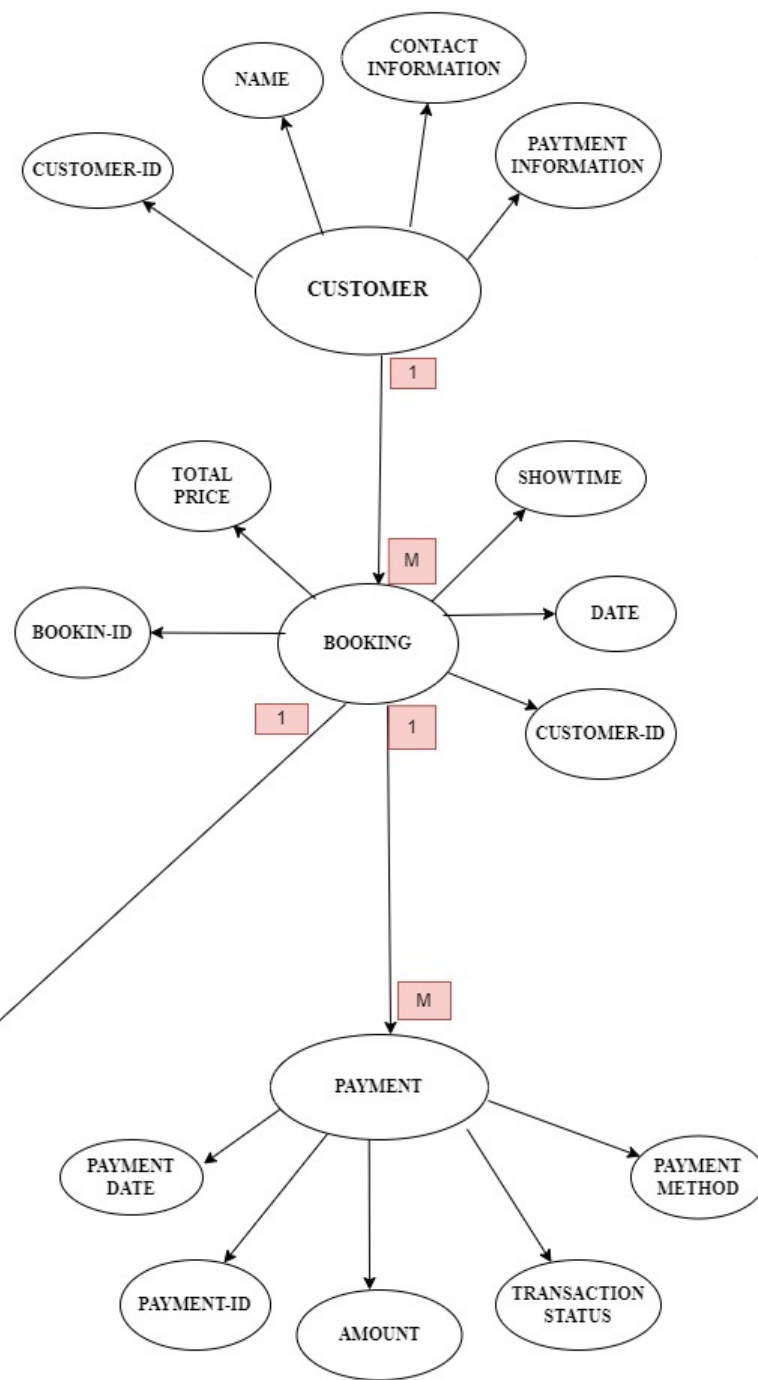 CONTACT
INFORMATION
NAME
PAYTMENT
INFORMATION
CUSTOMER-ID
CUSTOMER
1
TOTAL
PRICE
SHOWTIME
M
BOOKIN-ID
BOOKING
DATE
1
1
CUSTOMER-ID
M
PAYMENT
PAYMENT
DATE
PAYMENT
METHOD
PAYMENT-ID
AMOUNT
TRANSACTION
STATUS